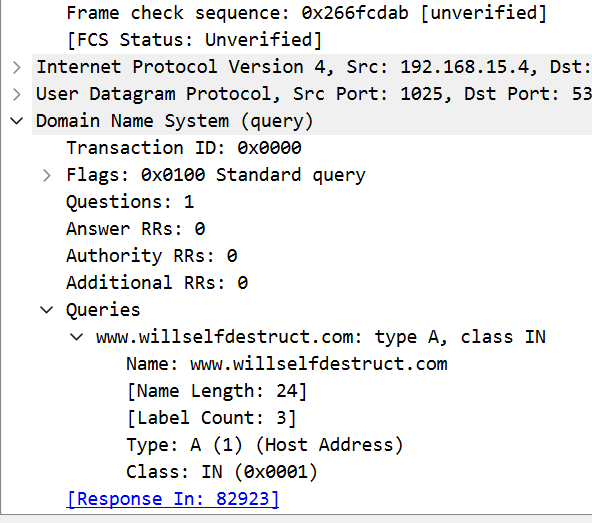 Frame check sequence: 0x266fcdab [unverified]
[FCS Status: Unverified]
Internet Protocol Version 4, Src: 192.168.15.4, Dst:
User Datagram Protocol, Src Port: 1025, Dst Port: 53
Domain Name System (query)
Transaction ID: 0x0000
Flags: 0x0100 Standard query
Questions: 1
Answer RRs: 0
Authority RRs: 0
Additional RRs: 0
Queries
www.willselfdestruct.com: type A, class IN
Name: www.willselfdestruct.com
[Name Length: 24]
[Label Count: 3]
Type: A (1) (Host Address)
Class: IN (0x0001)
[Response In: 82923]